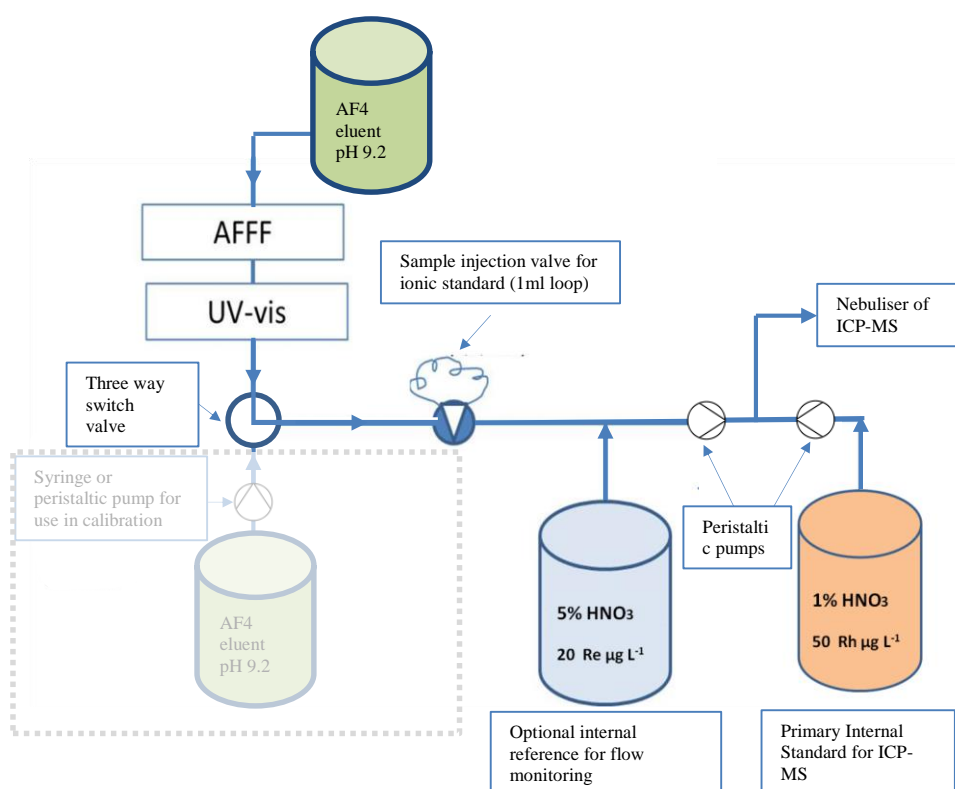 AF4
eluent
pH 9.2
AFFF
Sample injection valve for
ionic standard (1ml loop)
UV-vis
Nebuliser of
ICP-MS
Three way
switch
valve
Syringe or
peristaltic pump for
use in calibration
Peristalti
c pumps
AF4
eluent
pH 9.2
5% HNO3
20 Re µg L-1
1% HNO3
50 Rh µg L-1
Optional internal
reference for flow
monitoring
Primary Internal
Standard for ICP-
MS